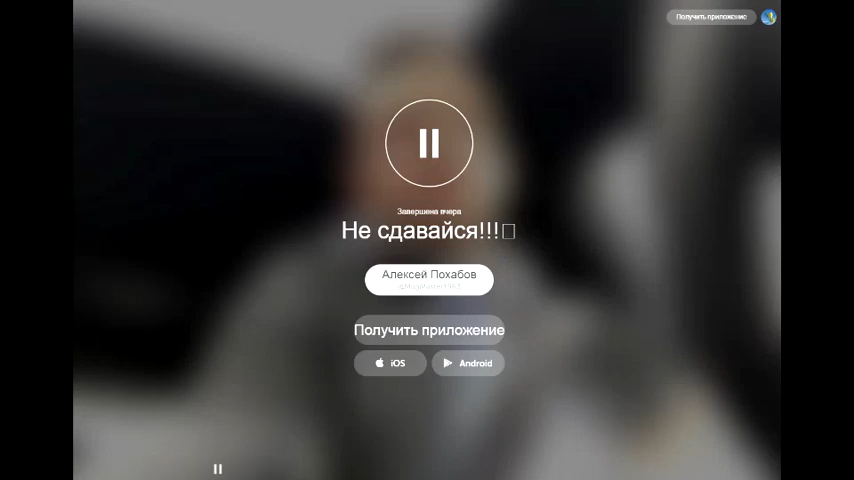 Получить приложение
Завершена вчера
Не сдавайся!!!
Алексей Похабов
Получить приложение
iOS
Android